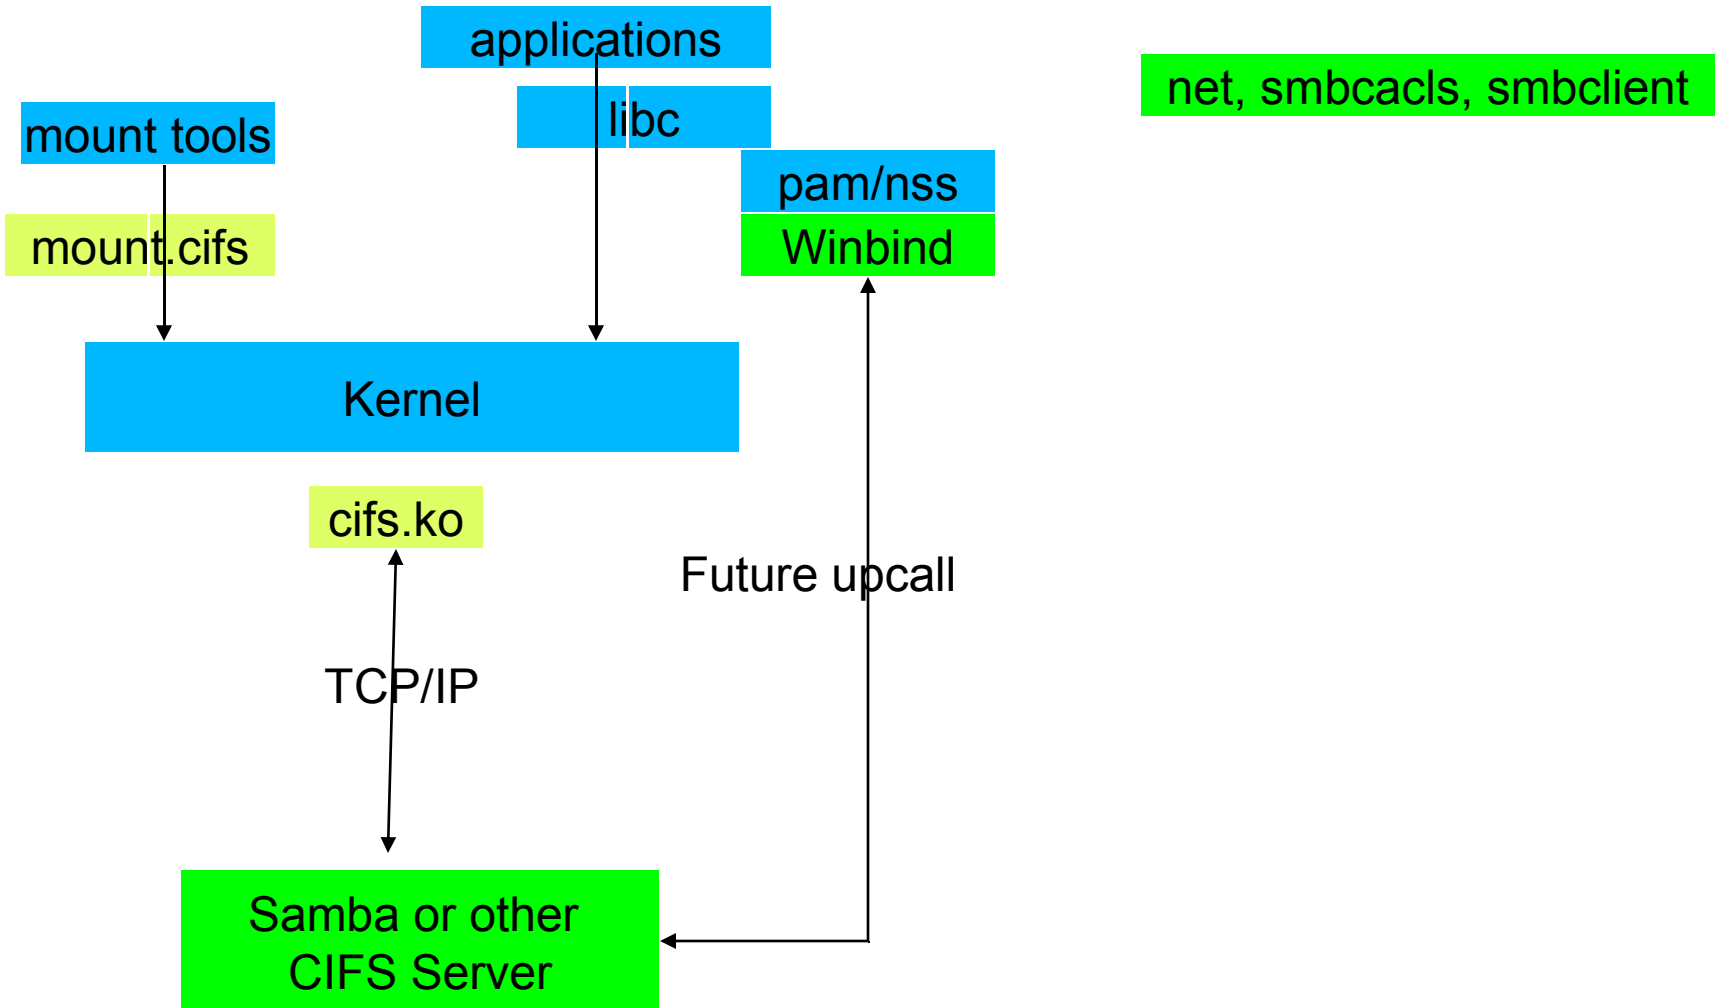 applications
net, smbcacls, smbclient
libc
mount tools
pam/nss
mount.cifs
Winbind
Kernel
cifs.ko
Future upcall
TCP/IP
Samba or other
CIFS Server